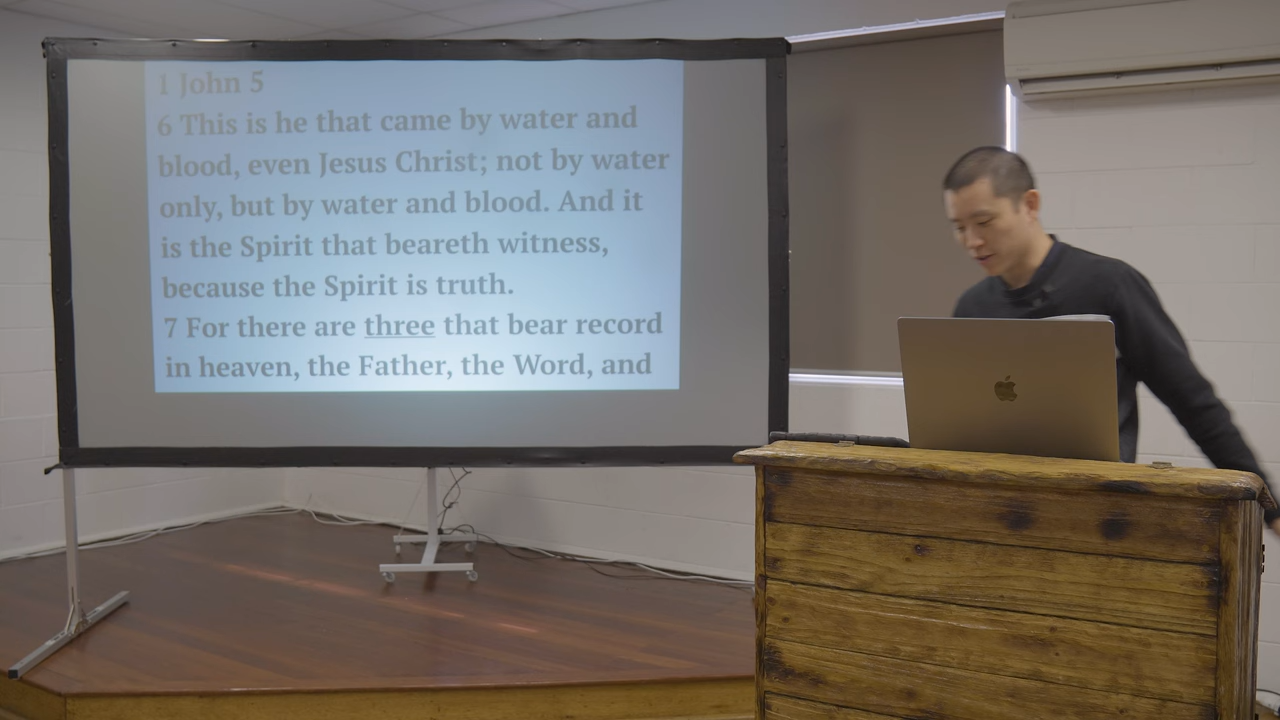 1 John 5
6 This is he that came by water and
blood, even Jesus Christ; not by water
only, but by water and blood. And it
is the Spirit that beareth witness,
because the Spirit is truth.
7 For there are three that bear record
in heaven, the Father, the Word, and